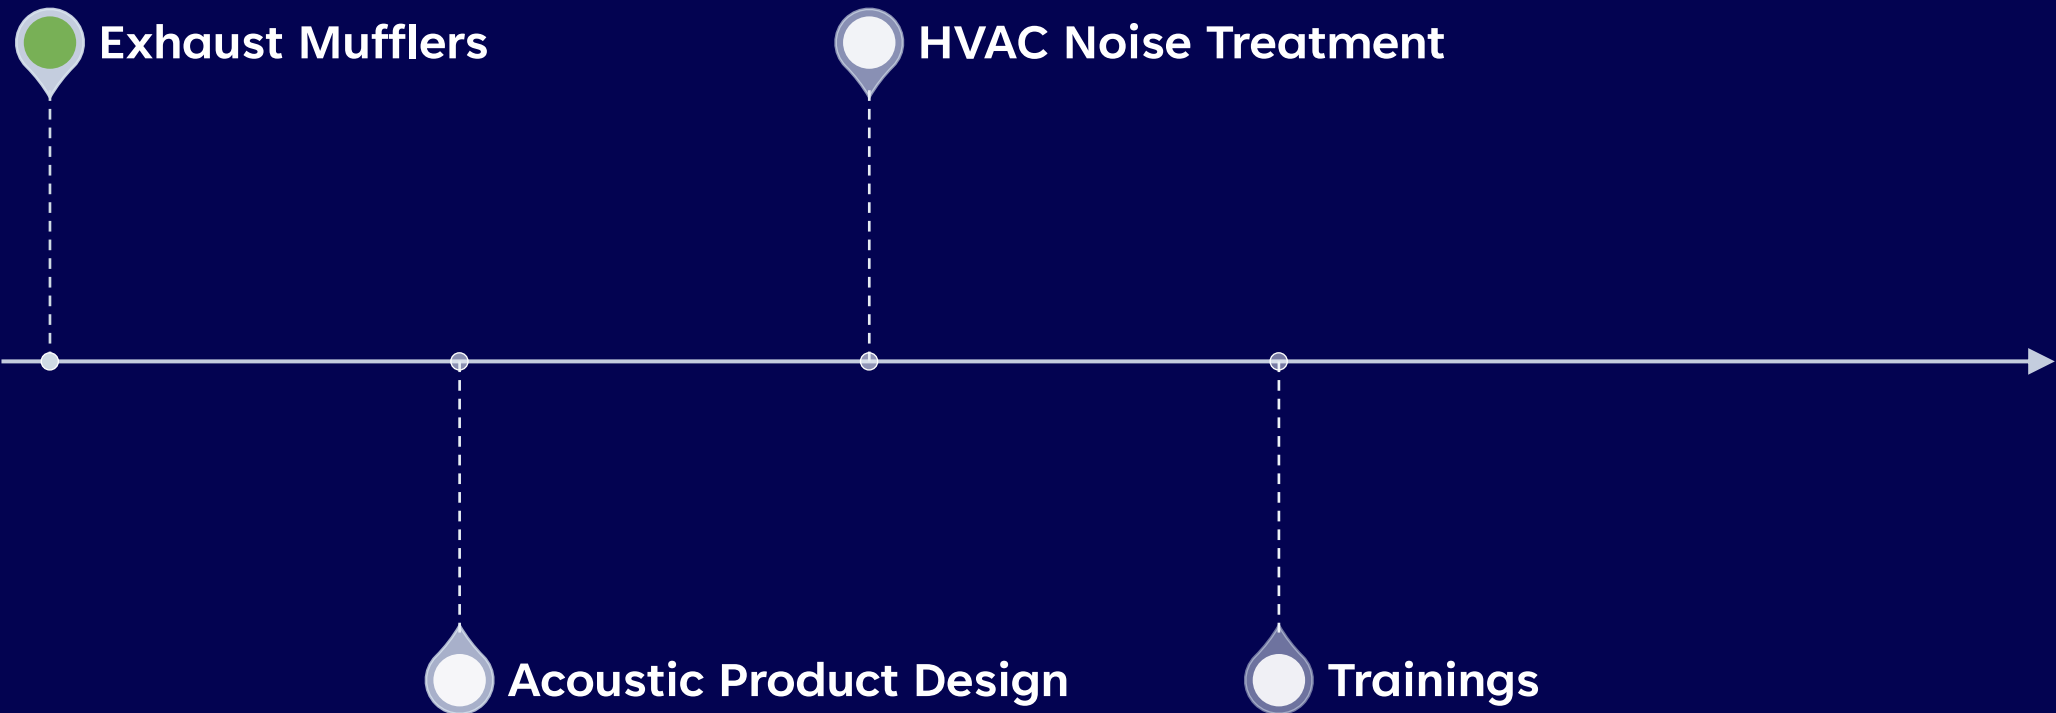 Exhaust Mufflers
HVAC Noise Treatment
Acoustic Product Design
Trainings